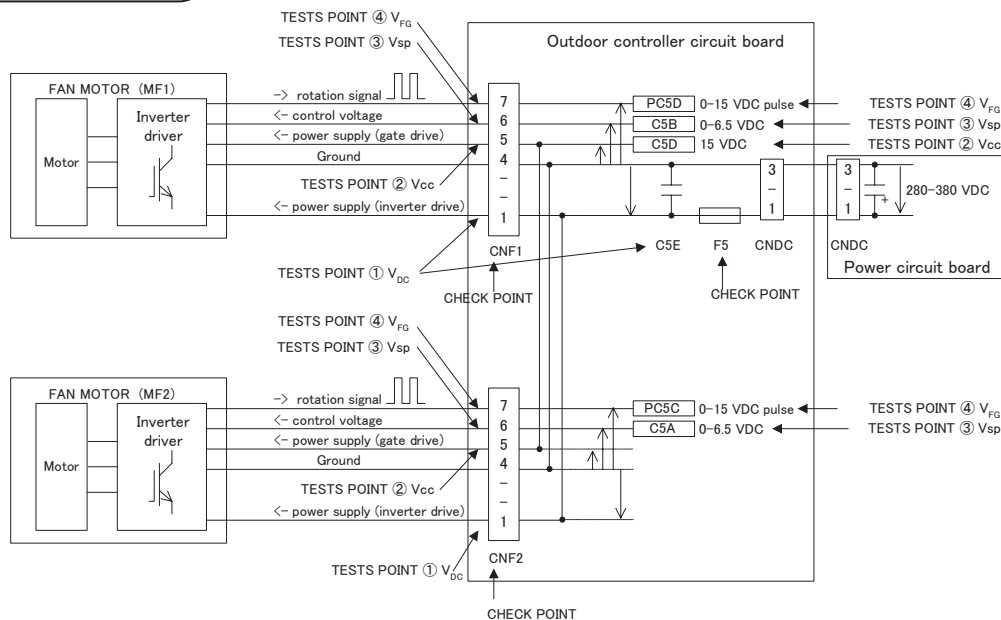 TESTS POINT ④ VFG
TESTS POINT ③ Vsp
Outdoor controller circuit board
FAN MOTOR (MF1)
Motor
Inverter
driver
-> rotation signal
<- control voltage
<- power supply (gate drive)
Ground
TESTS POINT ② Vcc
<- power supply (inverter drive)
TESTS POINT ① VDC
7
6
5
4
-
-
1
CNF1
CHECK POINT
PC5D 0-15 VDC pulse
C5B 0-6.5 VDC
C5D 15 VDC
TESTS POINT ④ VFG
TESTS POINT ③ Vsp
TESTS POINT ② Vcc
C5E
F5
CHECK POINT
3
-
1
CNDC
3
-
1
CNDC
+
280-380 VDC
Power circuit board
TESTS POINT ④ VFG
TESTS POINT ③ Vsp
FAN MOTOR (MF2)
Motor
Inverter
driver
-> rotation signal
<- control voltage
<- power supply (gate drive)
Ground
TESTS POINT ② Vcc
<- power supply (inverter drive)
TESTS POINT ① VDC
7
6
5
4
-
-
1
CNF2
CHECK POINT
PC5C 0-15 VDC pulse
C5A 0-6.5 VDC
TESTS POINT ④ VFG
TESTS POINT ③ Vsp